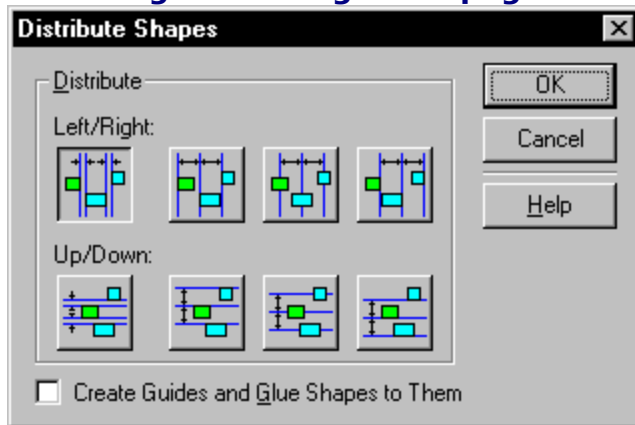 Distribute Shapes
Distribute
OK
Left/Right:
Cancel
Help
Up/Down:
Create Guides and Glue Shapes to Them